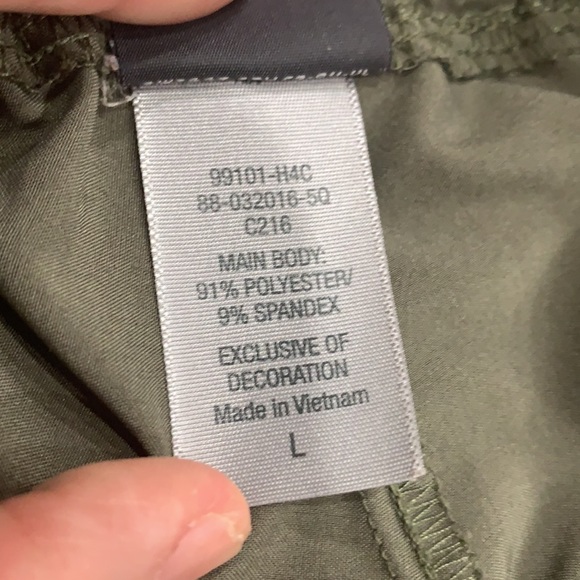 99101-H4C
88-032016-5Q
C216
MAIN BODY:
91% POLYESTER/
9% SPANDEX
EXCLUSIVE OF
DECORATION
Made in Vietnam
L